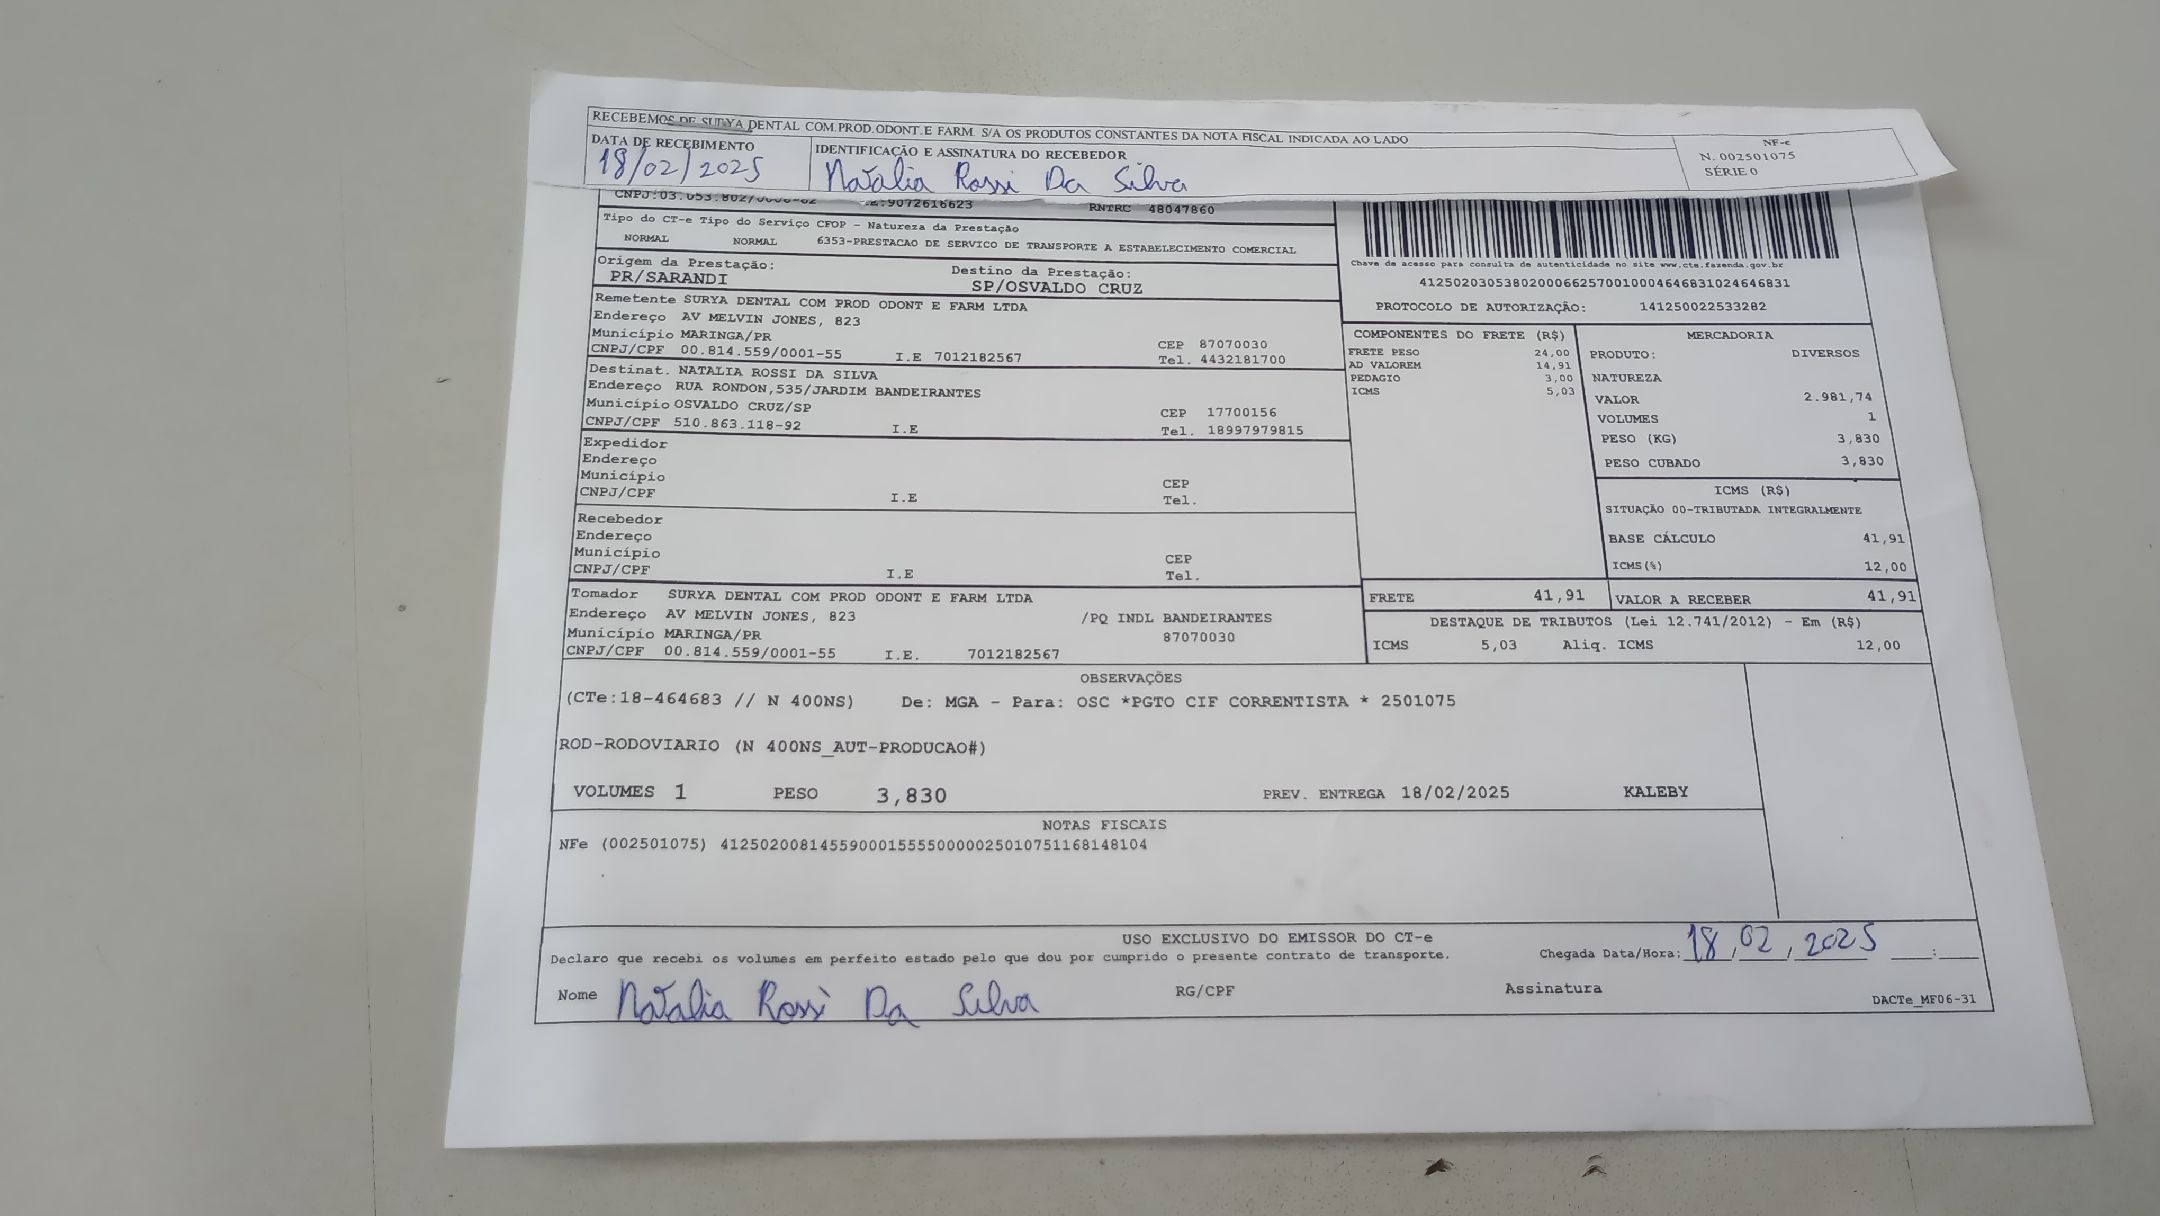 RECEBEMOS DE SURYA DENTAL COM.PROD.ODONT.E FARM. S/A OS PRODUTOS CONSTANTES DA NOTA FISCAL INDICADA AO LADO
DATA DE RECEBIMENTO IDENTIFICAÇÃO E ASSINATURA DO RECEBEDOR
18/02/2025 Natalia Rossi Da Silva
NF-e
N. 002501075
SÉRIE 0
RNTRC 48047860
Tipo do CT-e Tipo do Serviço CFOP - Natureza da Prestação
NORMAL NORMAL 6353-PRESTACAO DE SERVICO DE TRANSPORTE A ESTABELECIMENTO COMERCIAL
Origem da Prestação: Destino da Prestação:
PR/SARANDI SP/OSVALDO CRUZ
Remetente SURYA DENTAL COM PROD ODONT E FARM LTDA
Endereço AV MELVIN JONES, 823
Município MARINGA/PR CEP 87070030
CNPJ/CPF 00.814.559/0001-55 I.E 7012182567 Tel. 4432181700
Destinat. NATALIA ROSSI DA SILVA
Endereço RUA RONDON,535/JARDIM BANDEIRANTES
Município OSVALDO CRUZ/SP CEP 17700156
CNPJ/CPF 510.863.118-92 I.E Tel. 18997979815
Expedidor
Endereço
Município CEP
CNPJ/CPF I.E Tel.
Recebedor
Endereço
Município CEP
CNPJ/CPF I.E Tel.
Tomador SURYA DENTAL COM PROD ODONT E FARM LTDA
Endereço AV MELVIN JONES, 823 /PQ INDL BANDEIRANTES
Município MARINGA/PR 87070030
CNPJ/CPF 00.814.559/0001-55 I.E. 7012182567
Chave de acesso para consulta de autenticidade no site www.cte.fazenda.gov.br
41250203053802000662570010004646831024646831
PROTOCOLO DE AUTORIZAÇÃO: 141250022533282
COMPONENTES DO FRETE (R$)
FRETE PESO 24,00
AD VALOREM 14,91
PEDAGIO 3,00
ICMS 5,03
MERCADORIA
PRODUTO: DIVERSOS
NATUREZA
VALOR 2.981,74
VOLUMES 1
PESO (KG) 3,830
PESO CUBADO 3,830
ICMS (R$)
SITUAÇÃO 00-TRIBUTADA INTEGRALMENTE
BASE CÁLCULO 41,91
ICMS(%) 12,00
FRETE 41,91 VALOR A RECEBER 41,91
DESTAQUE DE TRIBUTOS (Lei 12.741/2012) - Em (R$)
ICMS 5,03 Aliq. ICMS 12,00
OBSERVAÇÕES
(CTe:18-464683 // N 400NS) De: MGA - Para: OSC *PGTO CIF CORRENTISTA * 2501075
ROD-RODOVIARIO (N 400NS_AUT-PRODUCAO#)
VOLUMES 1 PESO 3,830 PREV. ENTREGA 18/02/2025 KALEBY
NOTAS FISCAIS
NFe (002501075) 41250200814559000155550000025010751168148104
USO EXCLUSIVO DO EMISSOR DO CT-e
Declaro que recebi os volumes em perfeito estado pelo que dou por cumprido o presente contrato de transporte. Chegada Data/Hora: 18/02/2025 __:__
Nome Natalia Rossi Da Silva RG/CPF Assinatura
DACTe_MF06-31